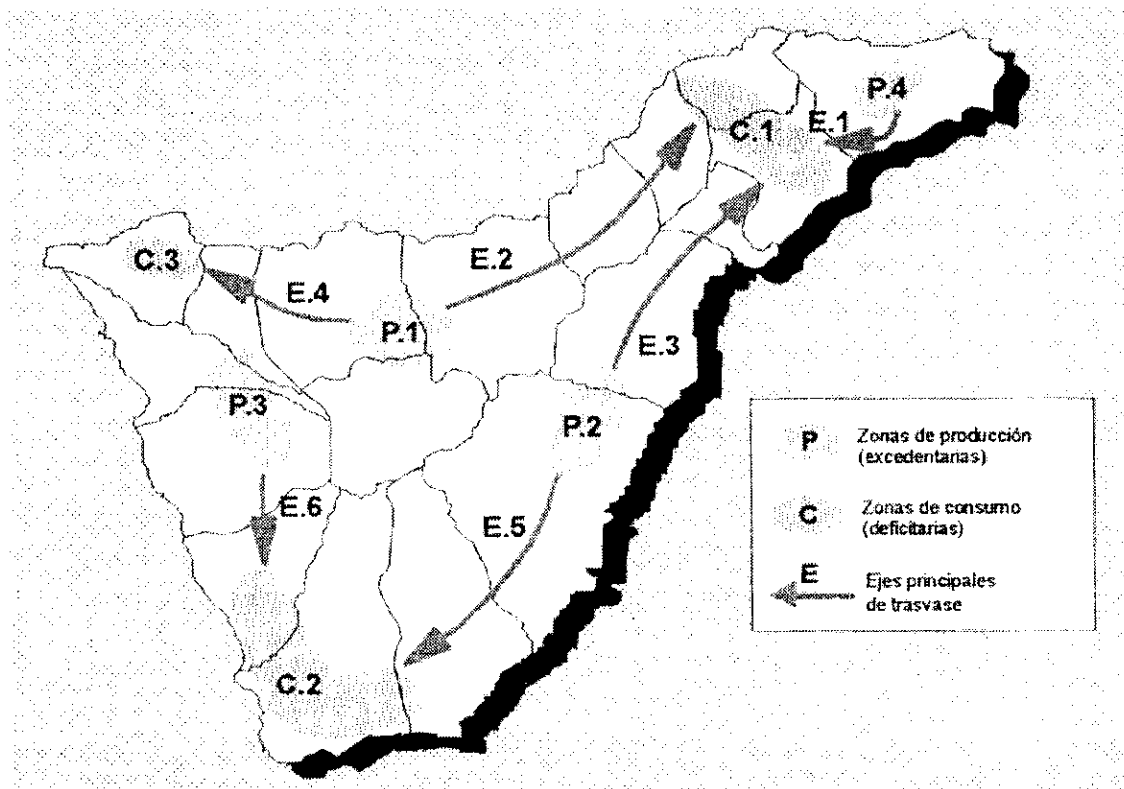 P.4
C.1
E.1
C.3
E.2
E.4
P.1
E.3
P.3
P.2
E.6
E.5
C.2
P Zonas de producción
(excedentarias)
C Zonas de consumo
(deficitarias)
E Ejes principales
de trasvase